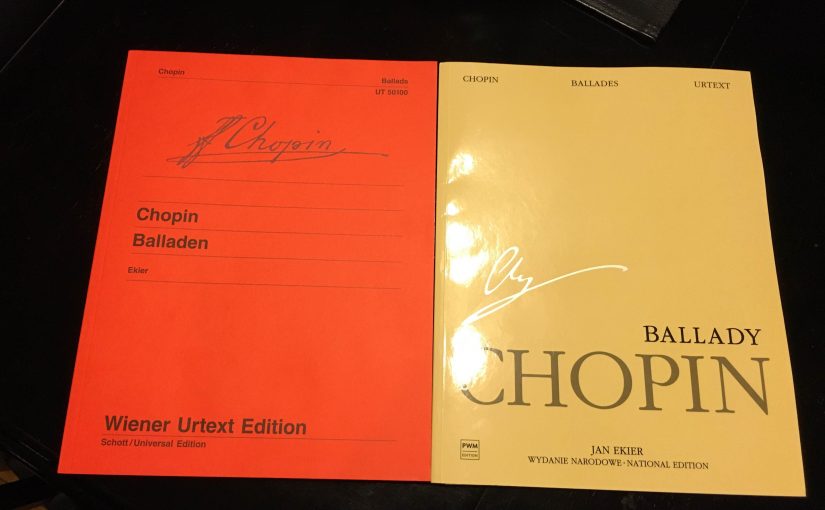 Chopin
Ballads
UT 50100
Chopin
Chopin
Balladen
Ekier
Wiener Urtext Edition
Schott/Universal Edition
CHOPIN
BALLADES
URTEXT
BALLADY
CHOPIN
PWM
EDITION
JAN EKIER
WYDANIE NARODOWE · NATIONAL EDITION